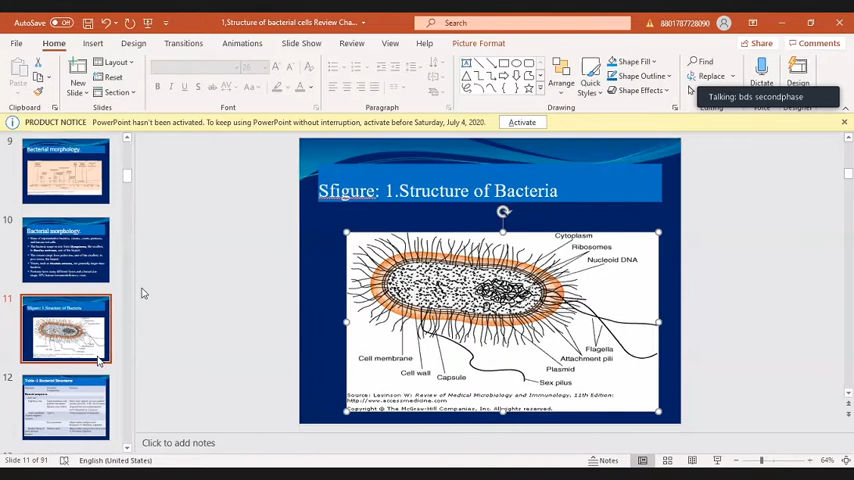 AutoSave Off
1,Structure of bacterial cells Review Cha...
Search
8801787728090
File Home Insert Design Transitions Animations Slide Show Review View Help Picture Format
Share Comments
Paste
New Slide
Layout
Reset
Section
Arrange
Quick Styles
Shape Fill
Shape Outline
Shape Effects
Find
Replace
Dictate
Design
Talking: bds secondphase
Clipboard Slides Font Paragraph Drawing
PRODUCT NOTICE PowerPoint hasn't been activated. To keep using PowerPoint without interruption, activate before Saturday, July 4, 2020. Activate
9
Bacterial morphology.
10
Bacterial morphology.
11
Sfigure: 1.Structure of Bacteria
12
Sfigure: 1.Structure of Bacteria
Cytoplasm
Ribosomes
Nucleoid DNA
Flagella
Attachment pili
Plasmid
Sex pilus
Cell membrane
Cell wall
Capsule
Source: Levinson W: Review of Medical Microbiology and Immunology, 11th Edition:
http://www.accessmedicine.com
Copyright © The McGraw-Hill Companies, Inc. All rights reserved.
Click to add notes
Slide 11 of 91 English (United States) Notes 64%